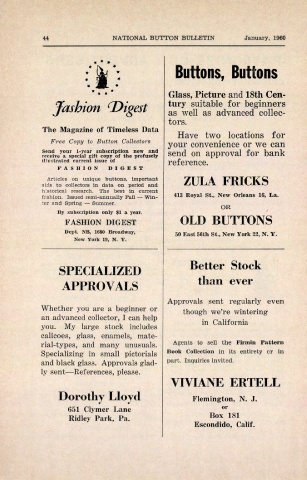 44 NATIONAL BUTTON BULLETIN January, 1960
Fashion Digest
The Magazine of Timeless Data
Free Copy to Button Collectors
Send your 1-year subscription now and
receive a special gift copy of the profusely
illustrated current issue of
FASHION DIGEST
Articles on unique buttons, important
aids to collectors in data on period and
historical research. The best in current
fashion. Issued semi-annually Fall — Win-
ter and Spring — Summer.
By subscription only $1 a year.
FASHION DIGEST
Dept. NB, 1680 Broadway,
New York 19, N. Y.
SPECIALIZED
APPROVALS
Whether you are a beginner or
an advanced collector, I can help
you. My large stock includes
calicoes, glass, enamels, mate-
rial-types, and many unusuals.
Specializing in small pictorials
and black glass. Approvals glad-
ly sent—References, please.
Dorothy Lloyd
651 Clymer Lane
Ridley Park, Pa.
Buttons, Buttons
Glass, Picture and 18th Cen-
tury suitable for beginners
as well as advanced collec-
tors.
Have two locations for
your convenience or we can
send on approval for bank
reference.
ZULA FRICKS
412 Royal St., New Orleans 16, La.
OR
OLD BUTTONS
50 East 56th St., New York 22, N. Y.
Better Stock
than ever
Approvals sent regularly even
though we're wintering
in California
Agents to sell the Firmin Pattern
Book Collection in its entirety or in
part. Inquiries invited.
VIVIANE ERTELL
Flemington, N. J.
or
Box 181
Escondido, Calif.